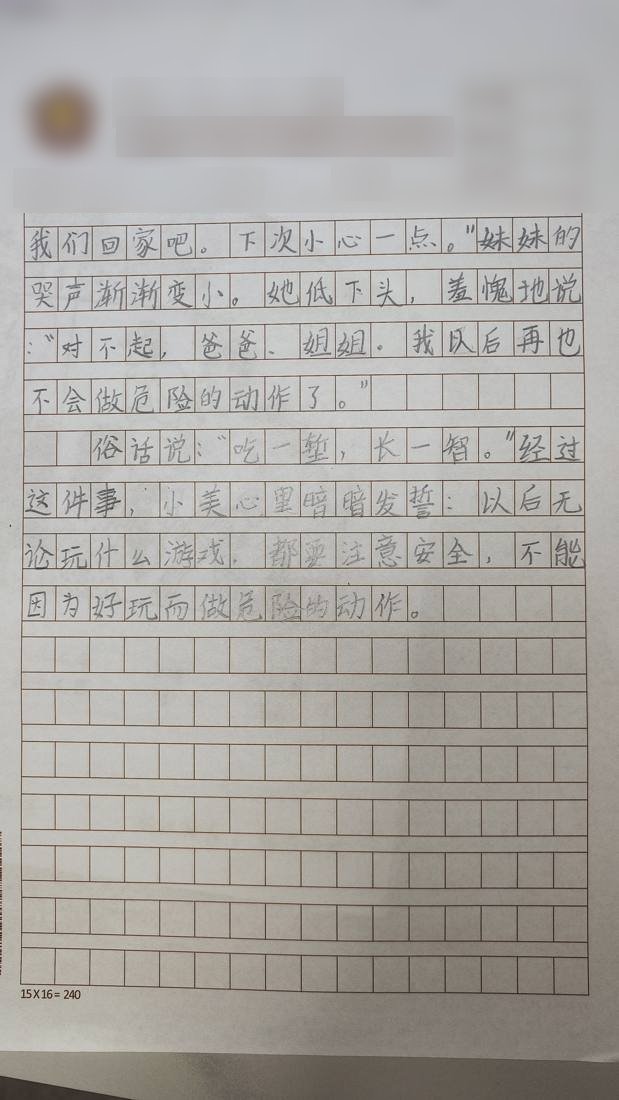 我们回家吧。下次小心一点。"妹妹的
哭声渐渐变小。她低下头，羞愧地说
："对不起，爸爸、姐姐。我以后再也
不会做危险的动作了。"
俗话说："吃一堑，长一智。"经过
这件事，小美心里暗暗发誓：以后无
论玩什么游戏，都要注意安全，不能
因为好玩而做危险的动作。
15X16=240